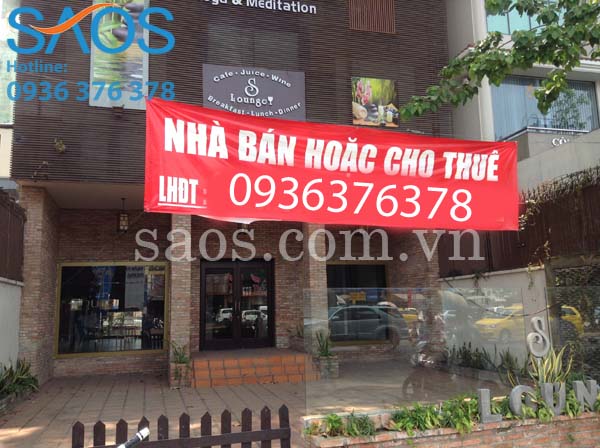 SAOS
Hotline:
0936 376 378
& Meditation
Cafe - Juice - Wine
S
Lounge
Breakfast - Lunch - Dinner
NHÀ BÁN HOẶC CHO THUÊ
LHĐT : 0936376378
saos.com.vn
S
LOUN